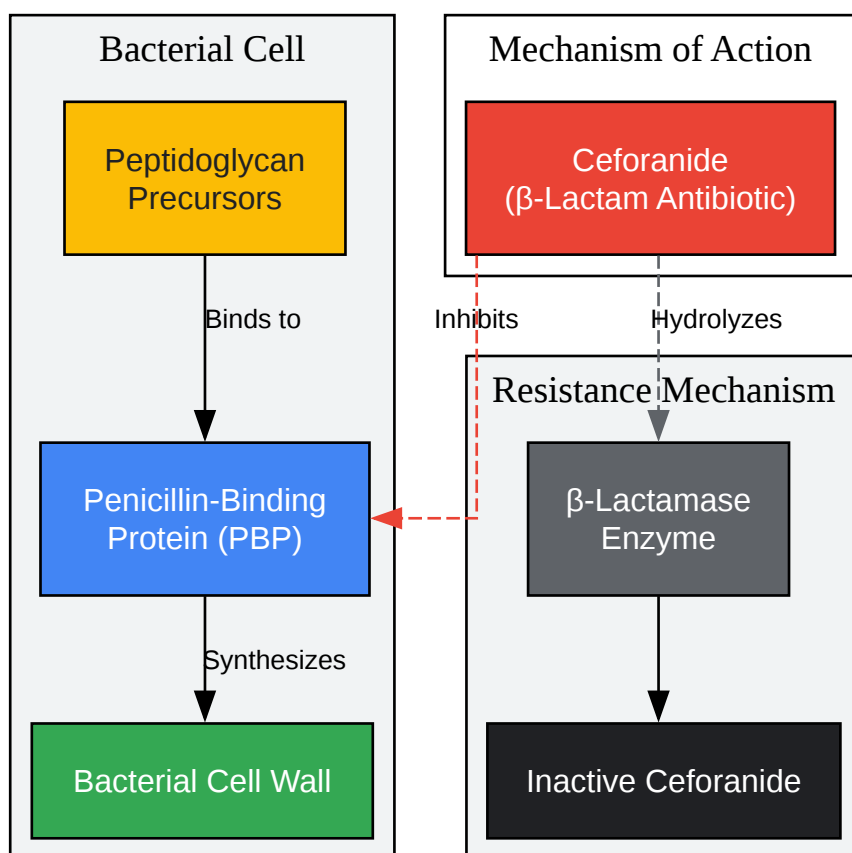 Bacterial Cell
Peptidoglycan
Precursors
Binds to
Penicillin-Binding
Protein (PBP)
Synthesizes
Bacterial Cell Wall
Mechanism of Action
Ceforanide
(β-Lactam Antibiotic)
Inhibits
Hydrolyzes
Resistance Mechanism
β-Lactamase
Enzyme
Inactive Ceforanide